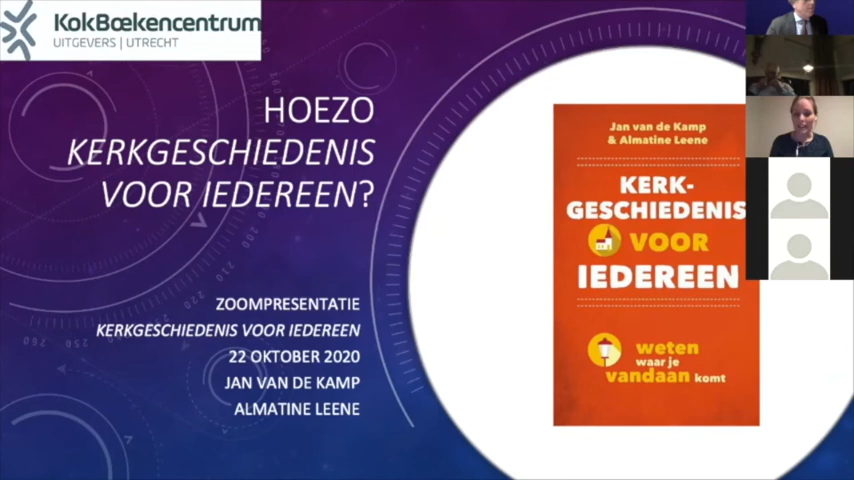 KokBoekencentrum
UITGEVERS | UTRECHT
HOEZO
KERKGESCHIEDENIS
VOOR IEDEREEN?
ZOOMPRESENTATIE
KERKGESCHIEDENIS VOOR IEDEREEN
22 OKTOBER 2020
JAN VAN DE KAMP
ALMATINE LEENE
Jan van de Kamp
& Almatine Leene
KERK-
GESCHIEDENIS
VOOR
IEDEREEN
weten
waar je
vandaan komt